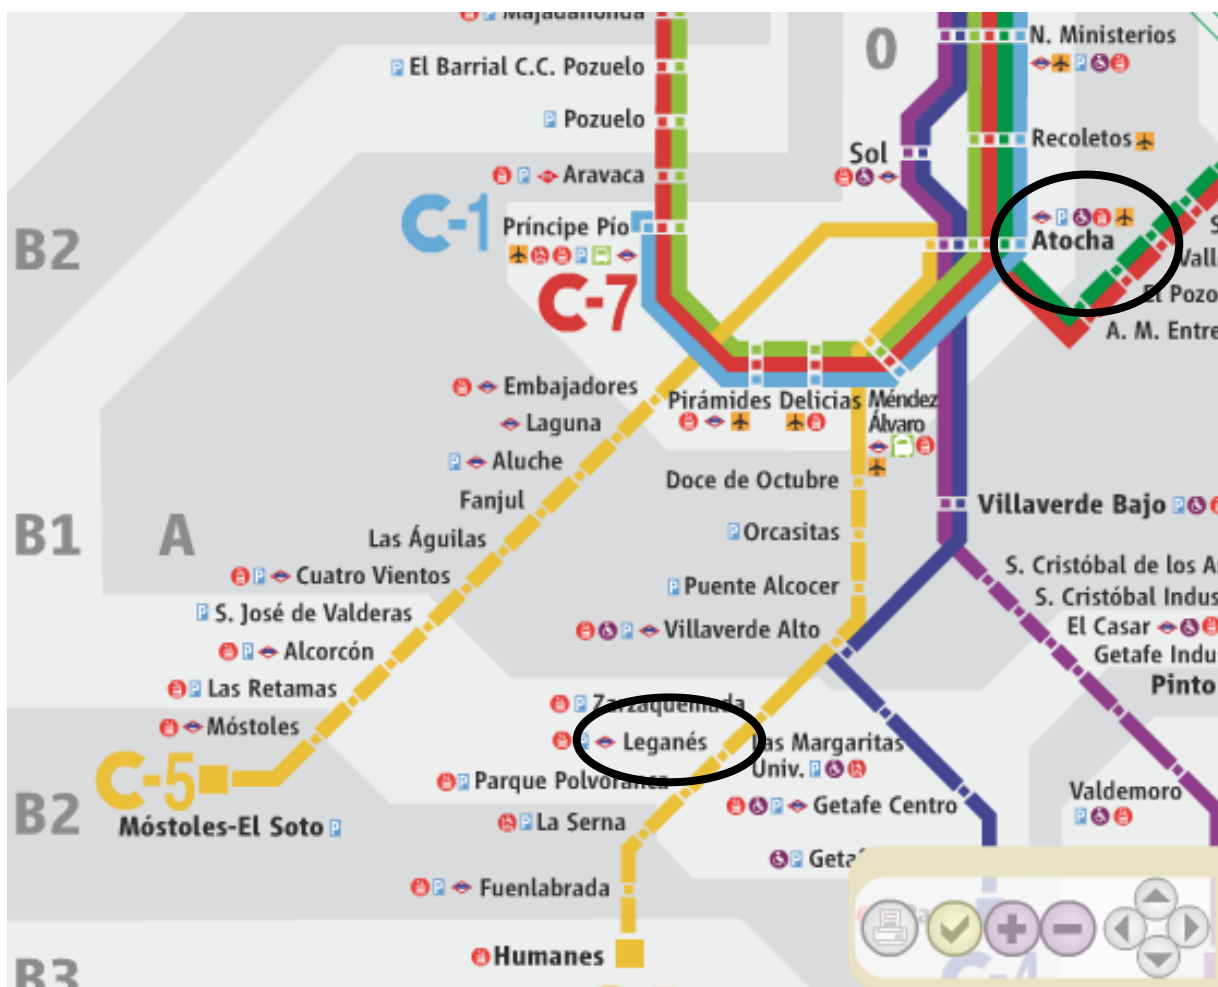 Majadahonda
El Barrial C.C. Pozuelo
Pozuelo
Aravaca
C-1
Príncipe Pío
C-7
0
N. Ministerios
Recoletos
Sol
Atocha
El Pozo
A. M. Entre
B2
Embajadores
Laguna
Aluche
Fanjul
Las Águilas
Cuatro Vientos
S. José de Valderas
Alcorcón
Las Retamas
Móstoles
C-5
Móstoles-El Soto
B1
A
Pirámides
Delicias
Méndez
Álvaro
Doce de Octubre
Orcasitas
Puente Alcocer
Villaverde Alto
Villaverde Bajo
S. Cristóbal de los
S. Cristóbal Indus
El Casar
Getafe Indu
Pinto
Zarzaquemada
Leganés
Parque Polvoranca
La Serna
Fuenlabrada
Humanes
Las Margaritas
Univ.
Getafe Centro
Valdemoro
B2
B3
C-4